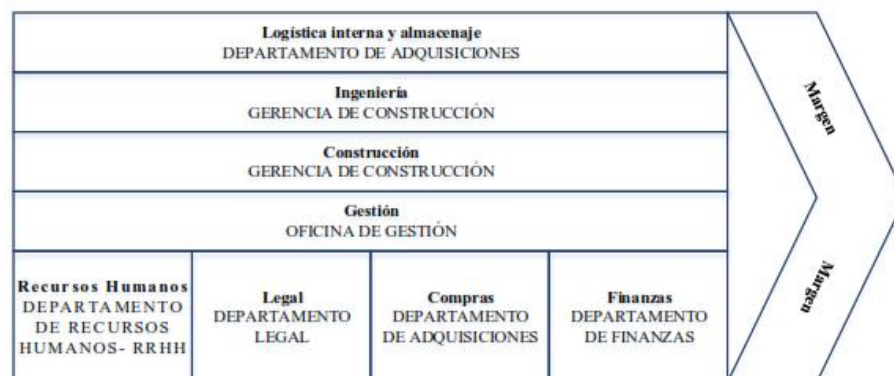 Logística interna y almacenaje
DEPARTAMENTO DE ADQUISICIONES
Ingeniería
GERENCIA DE CONSTRUCCIÓN
Construcción
GERENCIA DE CONSTRUCCIÓN
Gestión
OFICINA DE GESTIÓN
Recursos Humanos
DEPARTAMENTO
DE RECURSOS
HUMANOS- RRHH
Legal
DEPARTAMENTO
LEGAL
Compras
DEPARTAMENTO
DE ADQUISICIONES
Finanzas
DEPARTAMENTO
DE FINANZAS
Margen
Margen